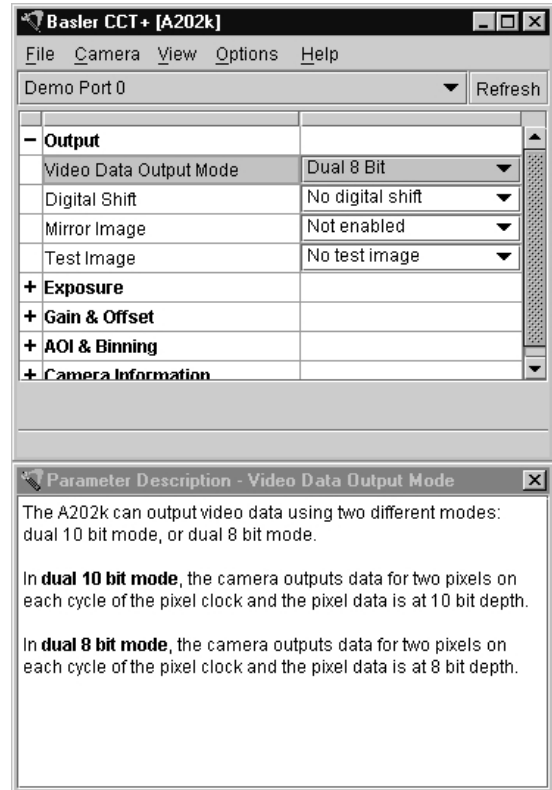 Basler CCT+ [A202k]
File Camera View Options Help
Demo Port 0 Refresh
− Output
Video Data Output Mode Dual 8 Bit
Digital Shift No digital shift
Mirror Image Not enabled
Test Image No test image
+ Exposure
+ Gain & Offset
+ AOI & Binning
+ Camera Information
Parameter Description - Video Data Output Mode
The A202k can output video data using two different modes:
dual 10 bit mode, or dual 8 bit mode.
In dual 10 bit mode, the camera outputs data for two pixels on
each cycle of the pixel clock and the pixel data is at 10 bit depth.
In dual 8 bit mode, the camera outputs data for two pixels on
each cycle of the pixel clock and the pixel data is at 8 bit depth.